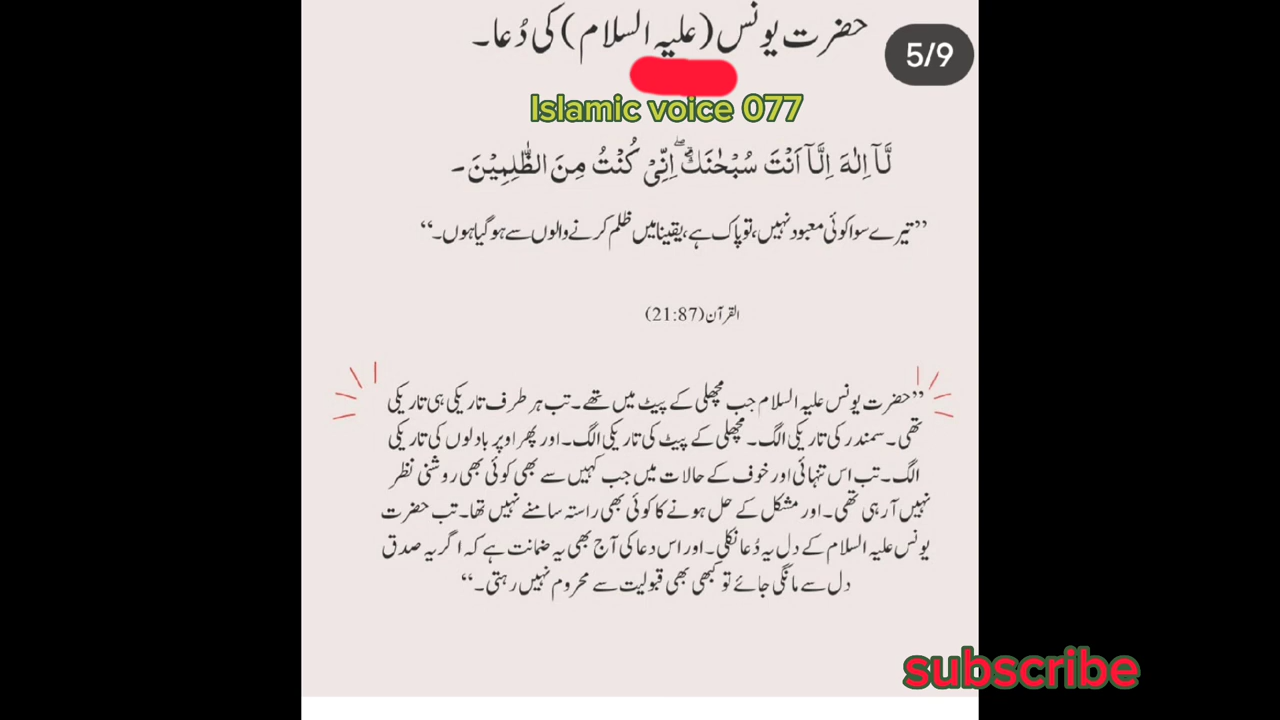 حضرت یونس (علیہ السلام) کی دُعا۔
5/9
Islamic voice 077
لَّاۤ اِلٰهَ اِلَّاۤ اَنْتَ سُبْحٰنَكَ ۖۗ اِنِّیْ كُنْتُ مِنَ الظّٰلِمِیْنَ۔
”تیرے سوا کوئی معبود نہیں، تو پاک ہے، یقینا میں ظلم کرنے والوں سے ہو گیا ہوں۔“
القرآن (21:87)
”حضرت یونس علیہ السلام جب مچھلی کے پیٹ میں تھے۔ تب ہر طرف تاریکی ہی تاریکی
تھی۔ سمندر کی تاریکی الگ۔ مچھلی کے پیٹ کی تاریکی الگ۔ اور پھر اوپر بادلوں کی تاریکی
الگ۔ تب اس تنہائی اور خوف کے حالات میں جب کہیں سے بھی کوئی بھی روشنی نظر
نہیں آ رہی تھی۔ اور مشکل کے حل ہونے کا کوئی بھی راستہ سامنے نہیں تھا۔ تب حضرت
یونس علیہ السلام کے دل یہ دُعا نکلی۔ اور اس دعا کی آج بھی یہ ضمانت ہے کہ اگر یہ صدق
دل سے مانگی جائے تو کبھی بھی قبولیت سے محروم نہیں رہتی۔“
subscribe